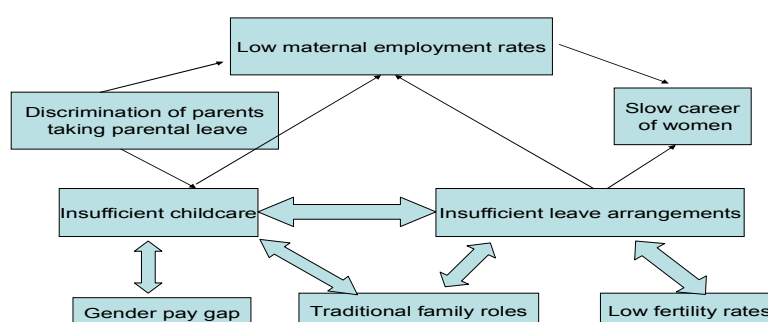 Low maternal employment rates
Discrimination of parents
taking parental leave
Slow career
of women
Insufficient childcare
Insufficient leave arrangements
Gender pay gap
Traditional family roles
Low fertility rates